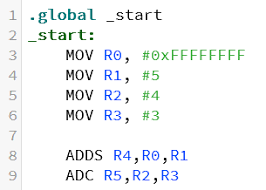 1 .global _start
2 _start:
3 MOV R0, #0xFFFFFFFF
4 MOV R1, #5
5 MOV R2, #4
6 MOV R3, #3
7
8 ADDS R4,R0,R1
9 ADC R5,R2,R3